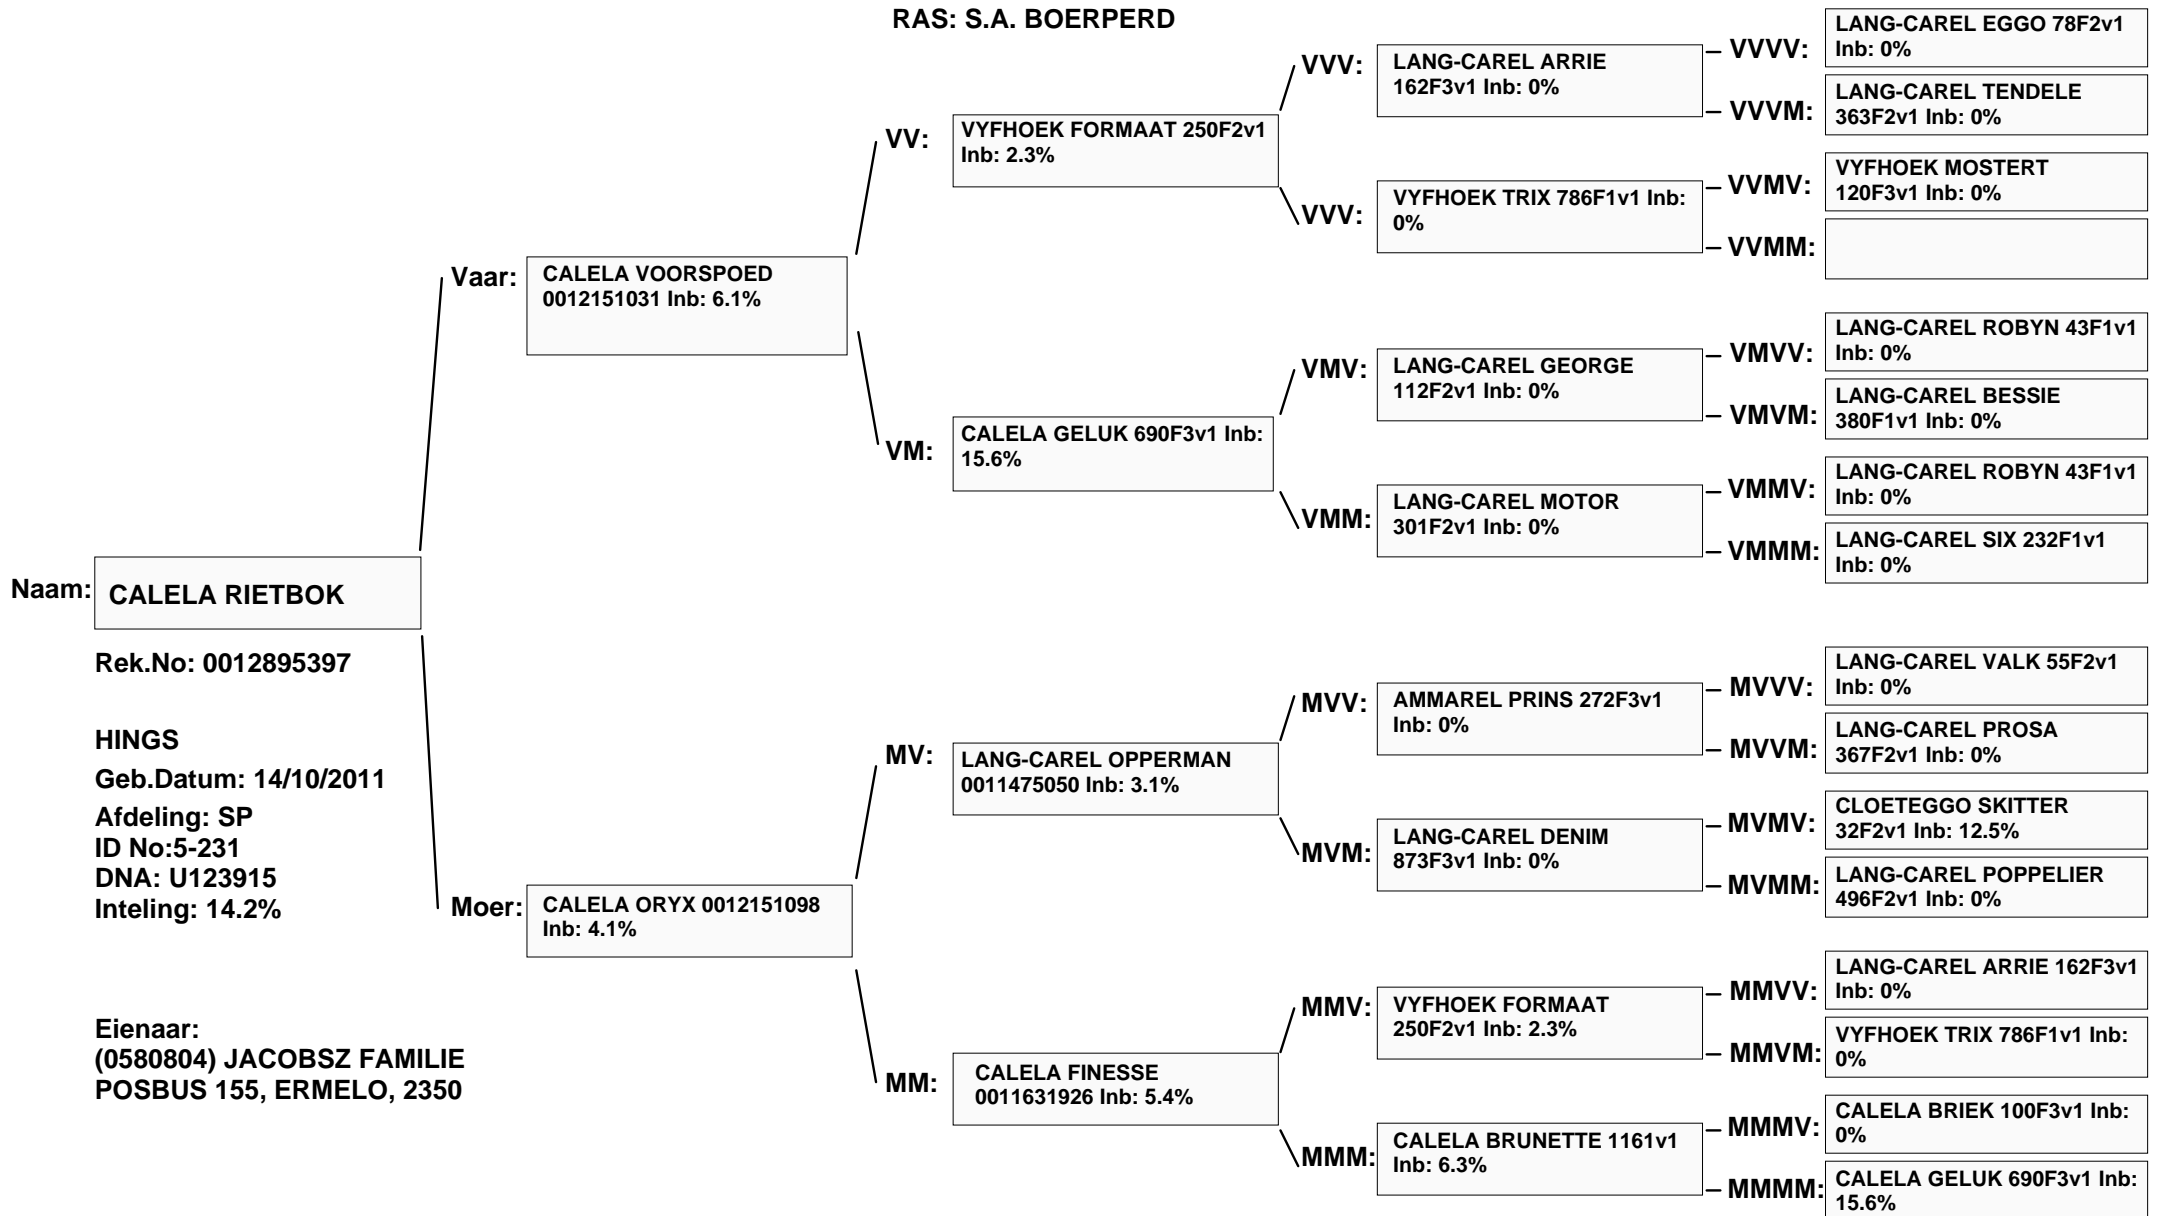 RAS: S.A. BOERPERD
Naam:
CALELA RIETBOK
Rek.No: 0012895397
HINGS
Geb.Datum: 14/10/2011
Afdeling: SP
ID No:5-231
DNA: U123915
Inteling: 14.2%
Eienaar:
(0580804) JACOBSZ FAMILIE
POSBUS 155, ERMELO, 2350
Vaar:
CALELA VOORSPOED
0012151031 Inb: 6.1%
Moer:
CALELA ORYX 0012151098
Inb: 4.1%
VV:
VYFHOEK FORMAAT 250F2v1
Inb: 2.3%
VM:
CALELA GELUK 690F3v1 Inb:
15.6%
MV:
LANG-CAREL OPPERMAN
0011475050 Inb: 3.1%
MM:
CALELA FINESSE
0011631926 Inb: 5.4%
VVV:
LANG-CAREL ARRIE
162F3v1 Inb: 0%
VVV:
VYFHOEK TRIX 786F1v1 Inb:
0%
VMV:
LANG-CAREL GEORGE
112F2v1 Inb: 0%
VMM:
LANG-CAREL MOTOR
301F2v1 Inb: 0%
MVV:
AMMAREL PRINS 272F3v1
Inb: 0%
MVM:
LANG-CAREL DENIM
873F3v1 Inb: 0%
MMV:
VYFHOEK FORMAAT
250F2v1 Inb: 2.3%
MMM:
CALELA BRUNETTE 1161v1
Inb: 6.3%
VVVV:
LANG-CAREL EGGO 78F2v1
Inb: 0%
VVVM:
LANG-CAREL TENDELE
363F2v1 Inb: 0%
VVMV:
VYFHOEK MOSTERT
120F3v1 Inb: 0%
VVMM:
VMVV:
LANG-CAREL ROBYN 43F1v1
Inb: 0%
VMVM:
LANG-CAREL BESSIE
380F1v1 Inb: 0%
VMMV:
LANG-CAREL ROBYN 43F1v1
Inb: 0%
VMMM:
LANG-CAREL SIX 232F1v1
Inb: 0%
MVVV:
LANG-CAREL VALK 55F2v1
Inb: 0%
MVVM:
LANG-CAREL PROSA
367F2v1 Inb: 0%
MVMV:
CLOETEGGO SKITTER
32F2v1 Inb: 12.5%
MVMM:
LANG-CAREL POPPELIER
496F2v1 Inb: 0%
MMVV:
LANG-CAREL ARRIE 162F3v1
Inb: 0%
MMVM:
VYFHOEK TRIX 786F1v1 Inb:
0%
MMMV:
CALELA BRIEK 100F3v1 Inb:
0%
MMMM:
CALELA GELUK 690F3v1 Inb:
15.6%